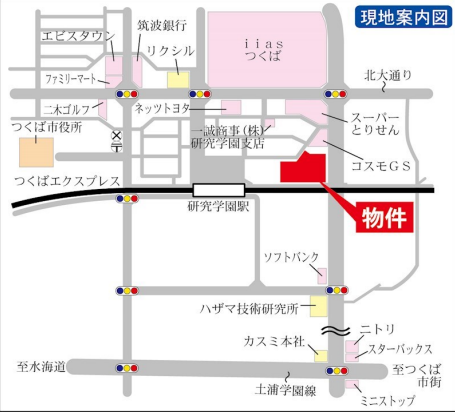 現地案内図
筑波銀行
エビスタウン
リクシル
iias
つくば
ファミリーマート
北大通り
二木ゴルフ
ネッツトヨタ
スーパー
とりせん
つくば市役所
一誠商事(株)
研究学園支店
コスモGS
つくばエクスプレス
研究学園駅
物件
ソフトバンク
ハザマ技術研究所
ニトリ
カスミ本社
スターバックス
至水海道
至つくば
市街
土浦学園線
ミニストップ